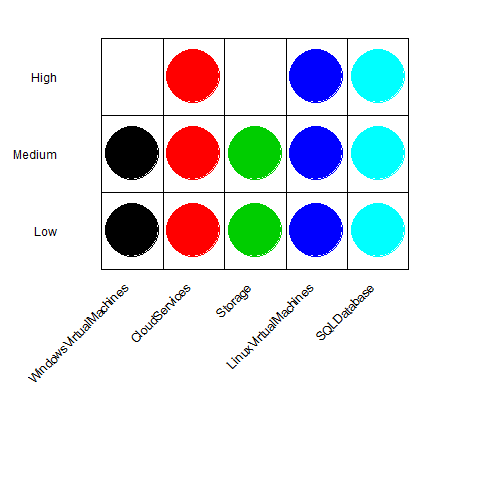 High
Medium
Low
WindowsVirtualMachines
CloudServices
Storage
LinuxVirtualMachines
SQLDatabase